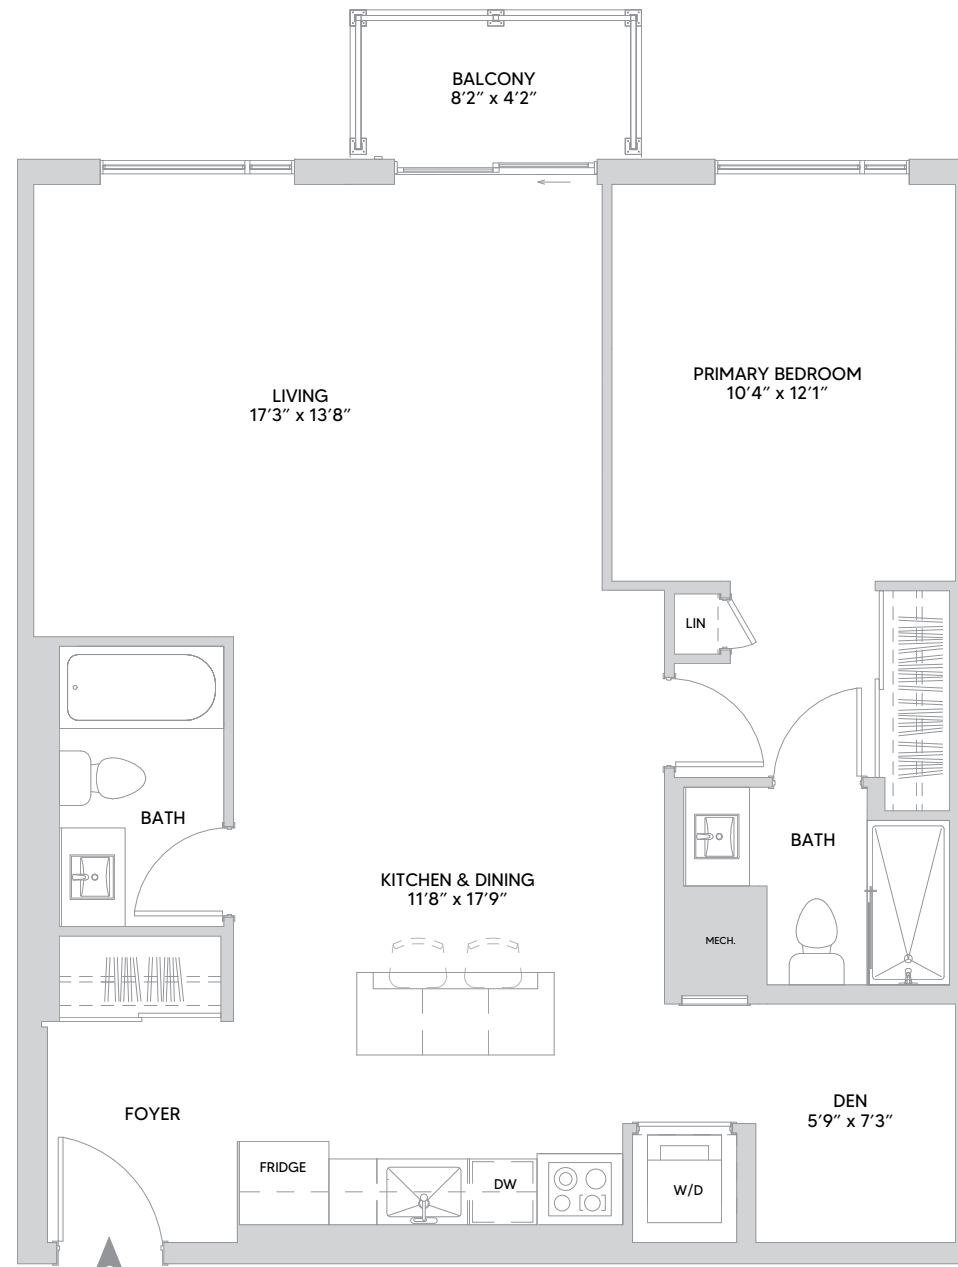 BALCONY
8′2″ x 4′2″
LIVING
17′3″ x 13′8″
PRIMARY BEDROOM
10′4″ x 12′1″
LIN
BATH
BATH
KITCHEN & DINING
11′8″ x 17′9″
MECH.
FOYER
DEN
5′9″ x 7′3″
FRIDGE
DW
W/D